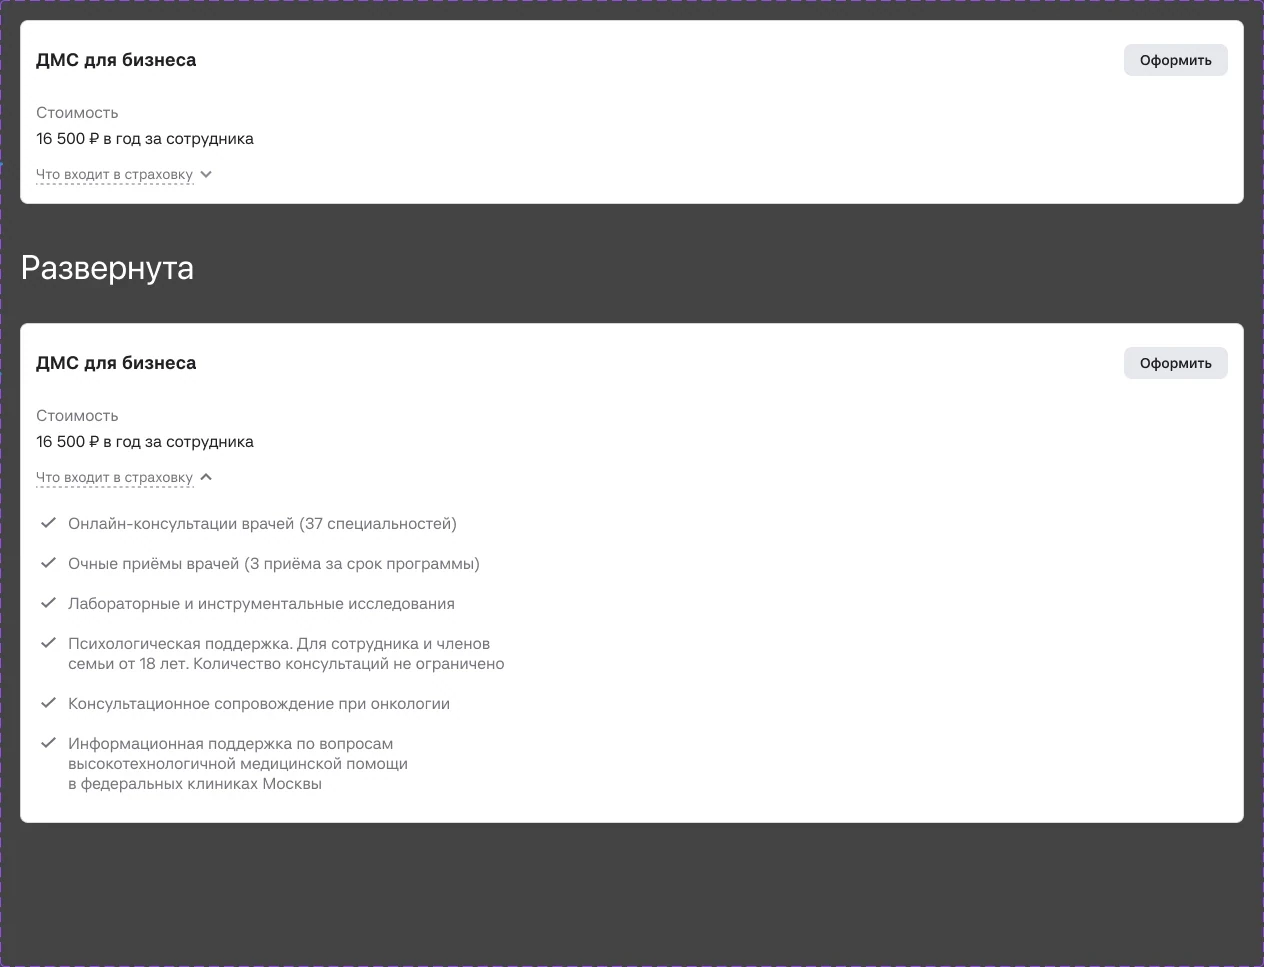 ДМС для бизнеса
Оформить
Стоимость
16 500 ₽ в год за сотрудника
Что входит в страховку
Развернута
ДМС для бизнеса
Оформить
Стоимость
16 500 ₽ в год за сотрудника
Что входит в страховку
Онлайн-консультации врачей (37 специальностей)
Очные приёмы врачей (3 приёма за срок программы)
Лабораторные и инструментальные исследования
Психологическая поддержка. Для сотрудника и членов
семьи от 18 лет. Количество консультаций не ограничено
Консультационное сопровождение при онкологии
Информационная поддержка по вопросам
высокотехнологичной медицинской помощи
в федеральных клиниках Москвы